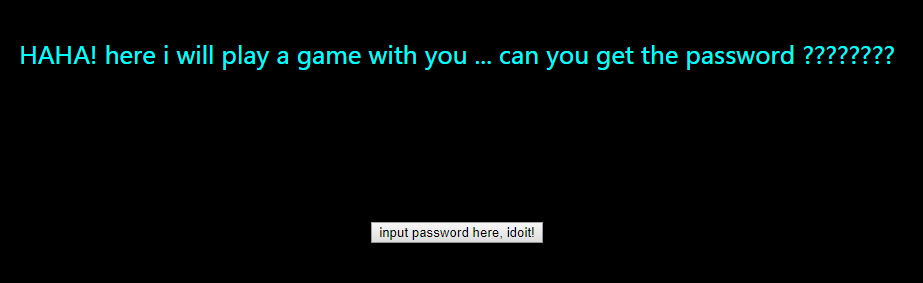 HAHA! here i will play a game with you ... can you get the password ????????
input password here, idoit!